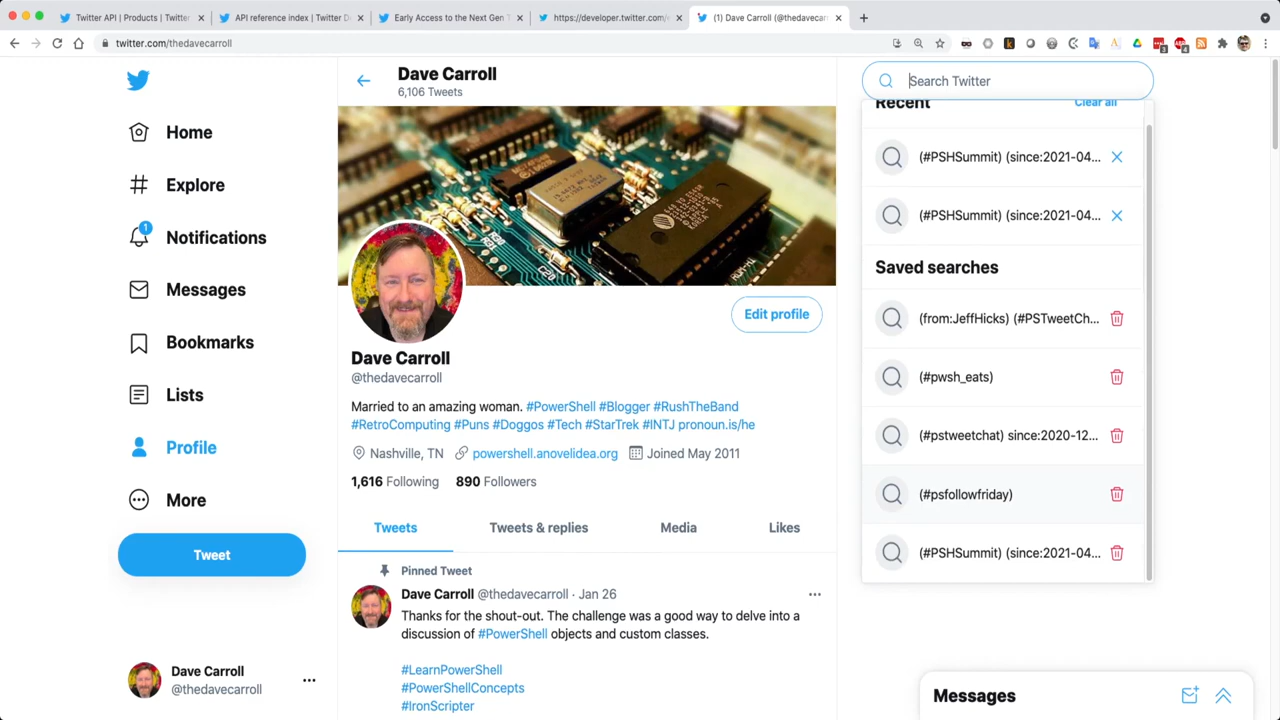 Twitter API | Products | Twitte
API reference index | Twitter D
Early Access to the Next Gen T
https://developer.twitter.com/
(1) Dave Carroll (@thedavecar
twitter.com/thedavecarroll
Home
Explore
1
Notifications
Messages
Bookmarks
Lists
Profile
More
Tweet
Dave Carroll
@thedavecarroll
Dave Carroll
6,106 Tweets
Edit profile
Dave Carroll
@thedavecarroll
Married to an amazing woman. #PowerShell #Blogger #RushTheBand
#RetroComputing #Puns #Doggos #Tech #StarTrek #INTJ pronoun.is/he
Nashville, TN powershell.anovelidea.org Joined May 2011
1,616 Following 890 Followers
Tweets Tweets & replies Media Likes
Pinned Tweet
Dave Carroll @thedavecarroll · Jan 26
Thanks for the shout-out. The challenge was a good way to delve into a
discussion of #PowerShell objects and custom classes.
#LearnPowerShell
#PowerShellConcepts
#IronScripter
Search Twitter
Recent Clear all
(#PSHSummit) (since:2021-04...
(#PSHSummit) (since:2021-04...
Saved searches
(from:JeffHicks) (#PSTweetCh...
(#pwsh_eats)
(#pstweetchat) since:2020-12...
(#psfollowfriday)
(#PSHSummit) (since:2021-04...
Messages